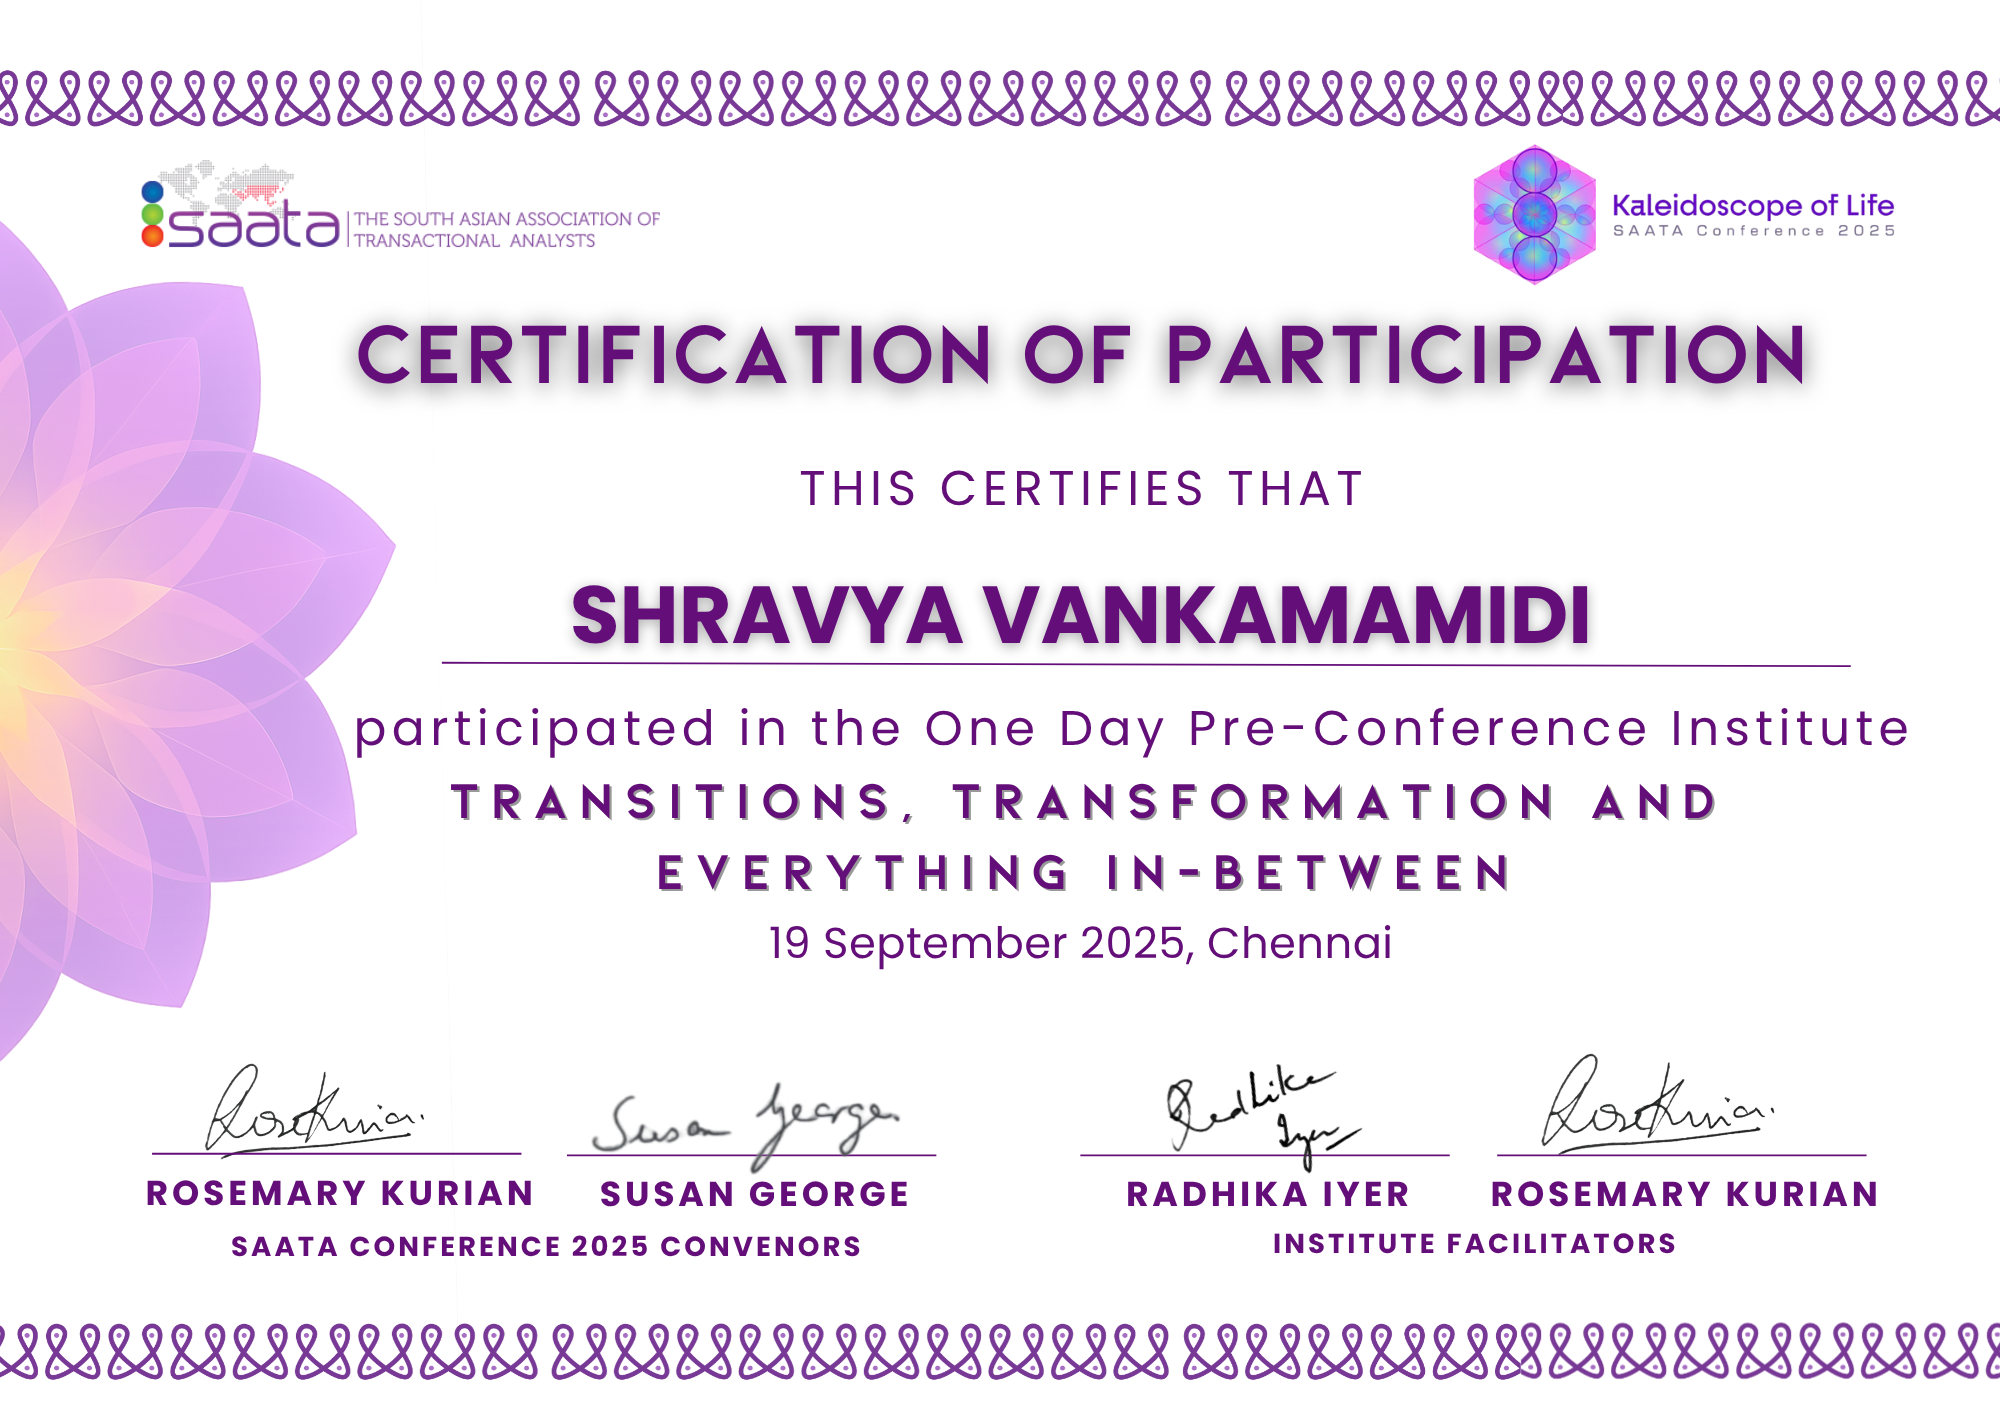 saata
THE SOUTH ASIAN ASSOCIATION OF
TRANSACTIONAL ANALYSTS
Kaleidoscope of Life
SAATA Conference 2025
CERTIFICATION OF PARTICIPATION
THIS CERTIFIES THAT
SHRAVYA VANKAMAMIDI
participated in the One Day Pre-Conference Institute
TRANSITIONS, TRANSFORMATION AND
EVERYTHING IN-BETWEEN
19 September 2025, Chennai
Susan George
Radhika
Iyer
ROSEMARY KURIAN
SUSAN GEORGE
RADHIKA IYER
ROSEMARY KURIAN
SAATA CONFERENCE 2025 CONVENORS
INSTITUTE FACILITATORS